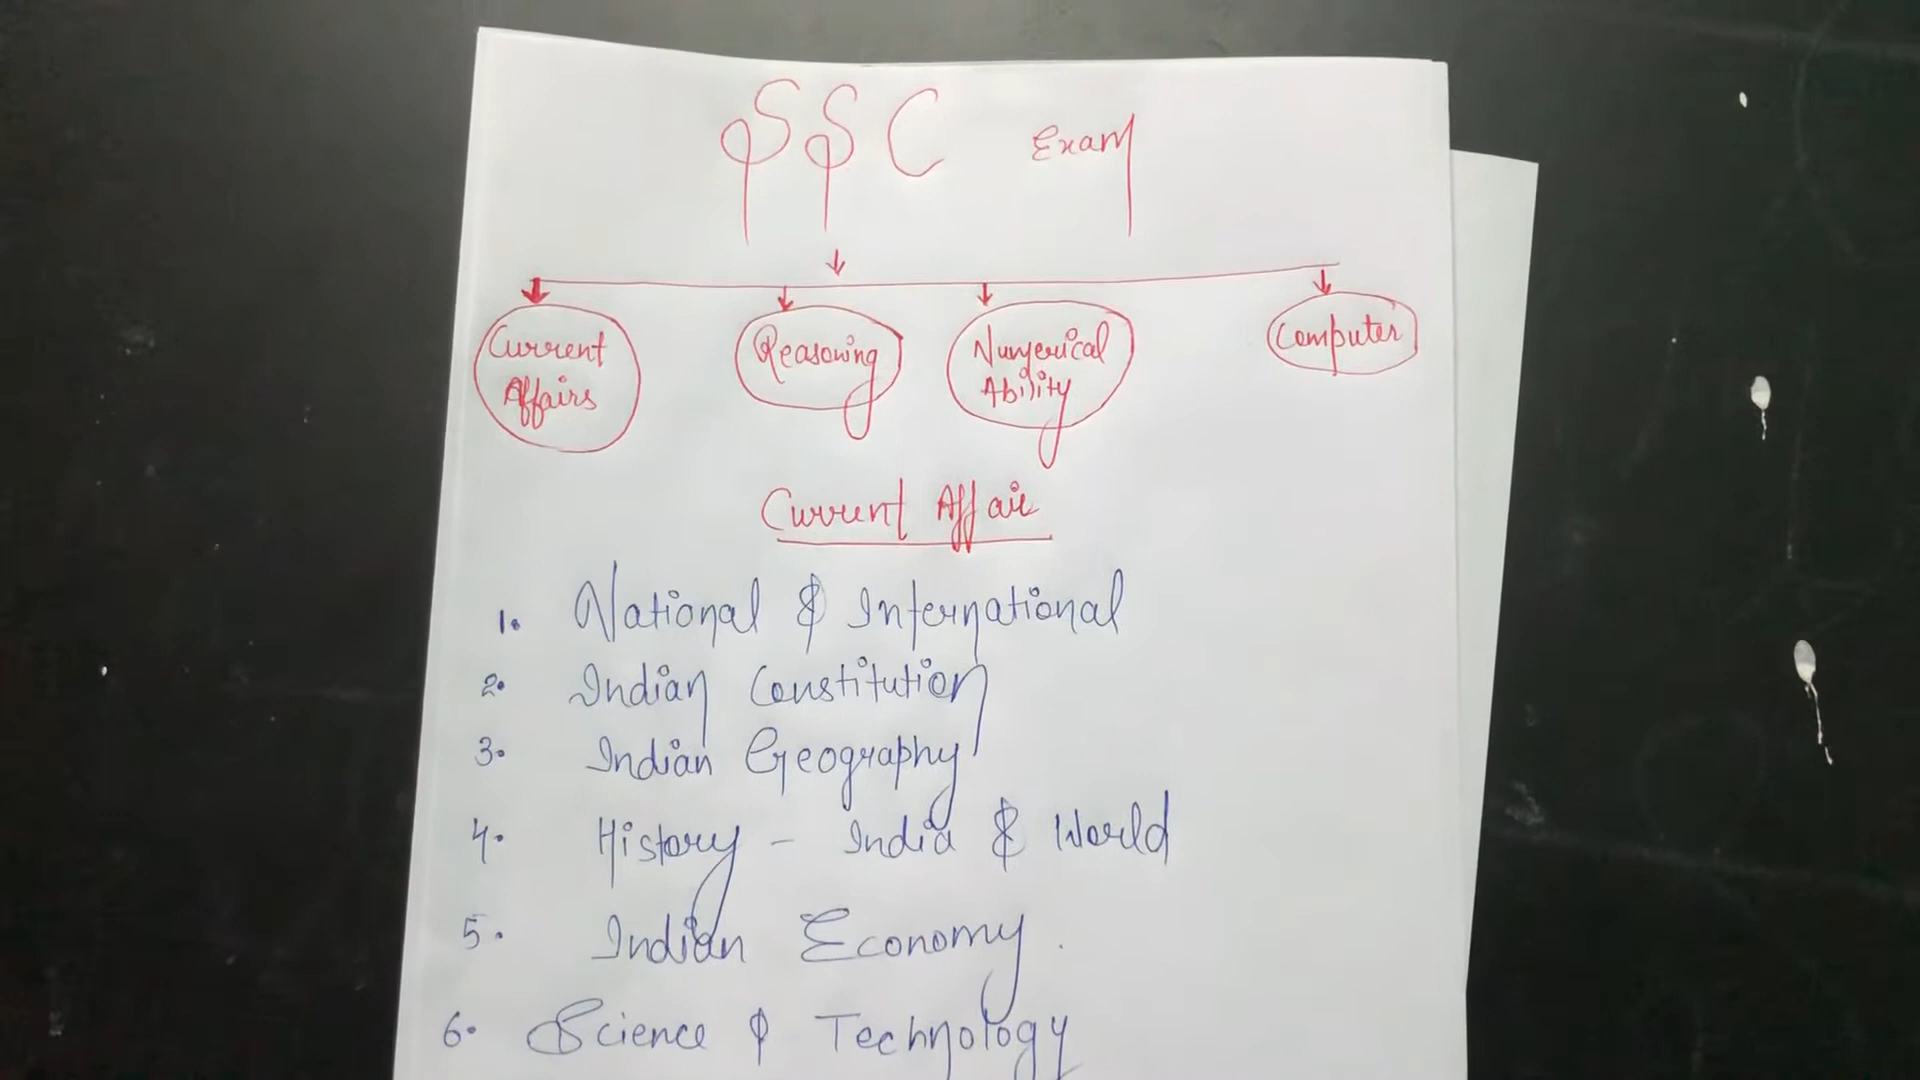 SSC Exam
Current Affairs
Reasoning
Numerical Ability
Computer
Current Affair
1. National & International
2. Indian Constitution
3. Indian Geography
4. History - India & World
5. Indian Economy.
6. Science & Technology